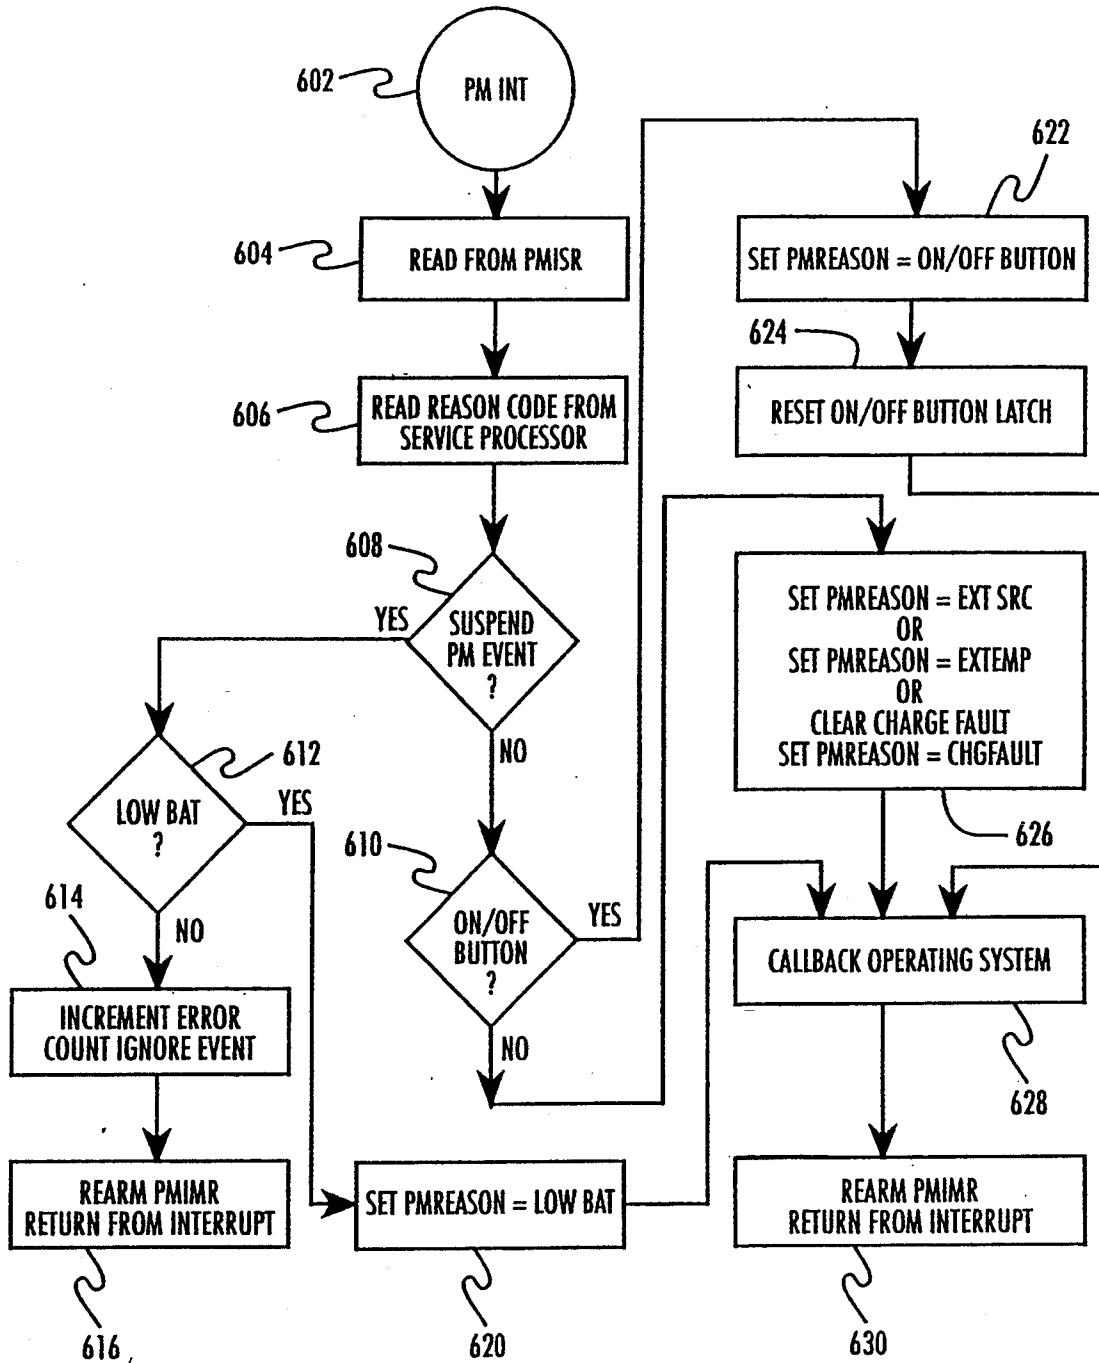 602
PM INT
604
READ FROM PMISR
606
READ REASON CODE FROM
SERVICE PROCESSOR
608
YES
SUSPEND
PM EVENT
?
NO
612
LOW BAT
?
YES
NO
610
ON/OFF
BUTTON
?
YES
NO
614
INCREMENT ERROR
COUNT IGNORE EVENT
REARM PMIMR
RETURN FROM INTERRUPT
616
SET PMREASON = LOW BAT
620
622
SET PMREASON = ON/OFF BUTTON
624
RESET ON/OFF BUTTON LATCH
SET PMREASON = EXT SRC
OR
SET PMREASON = EXTEMP
OR
CLEAR CHARGE FAULT
SET PMREASON = CHGFAULT
626
CALLBACK OPERATING SYSTEM
628
REARM PMIMR
RETURN FROM INTERRUPT
630